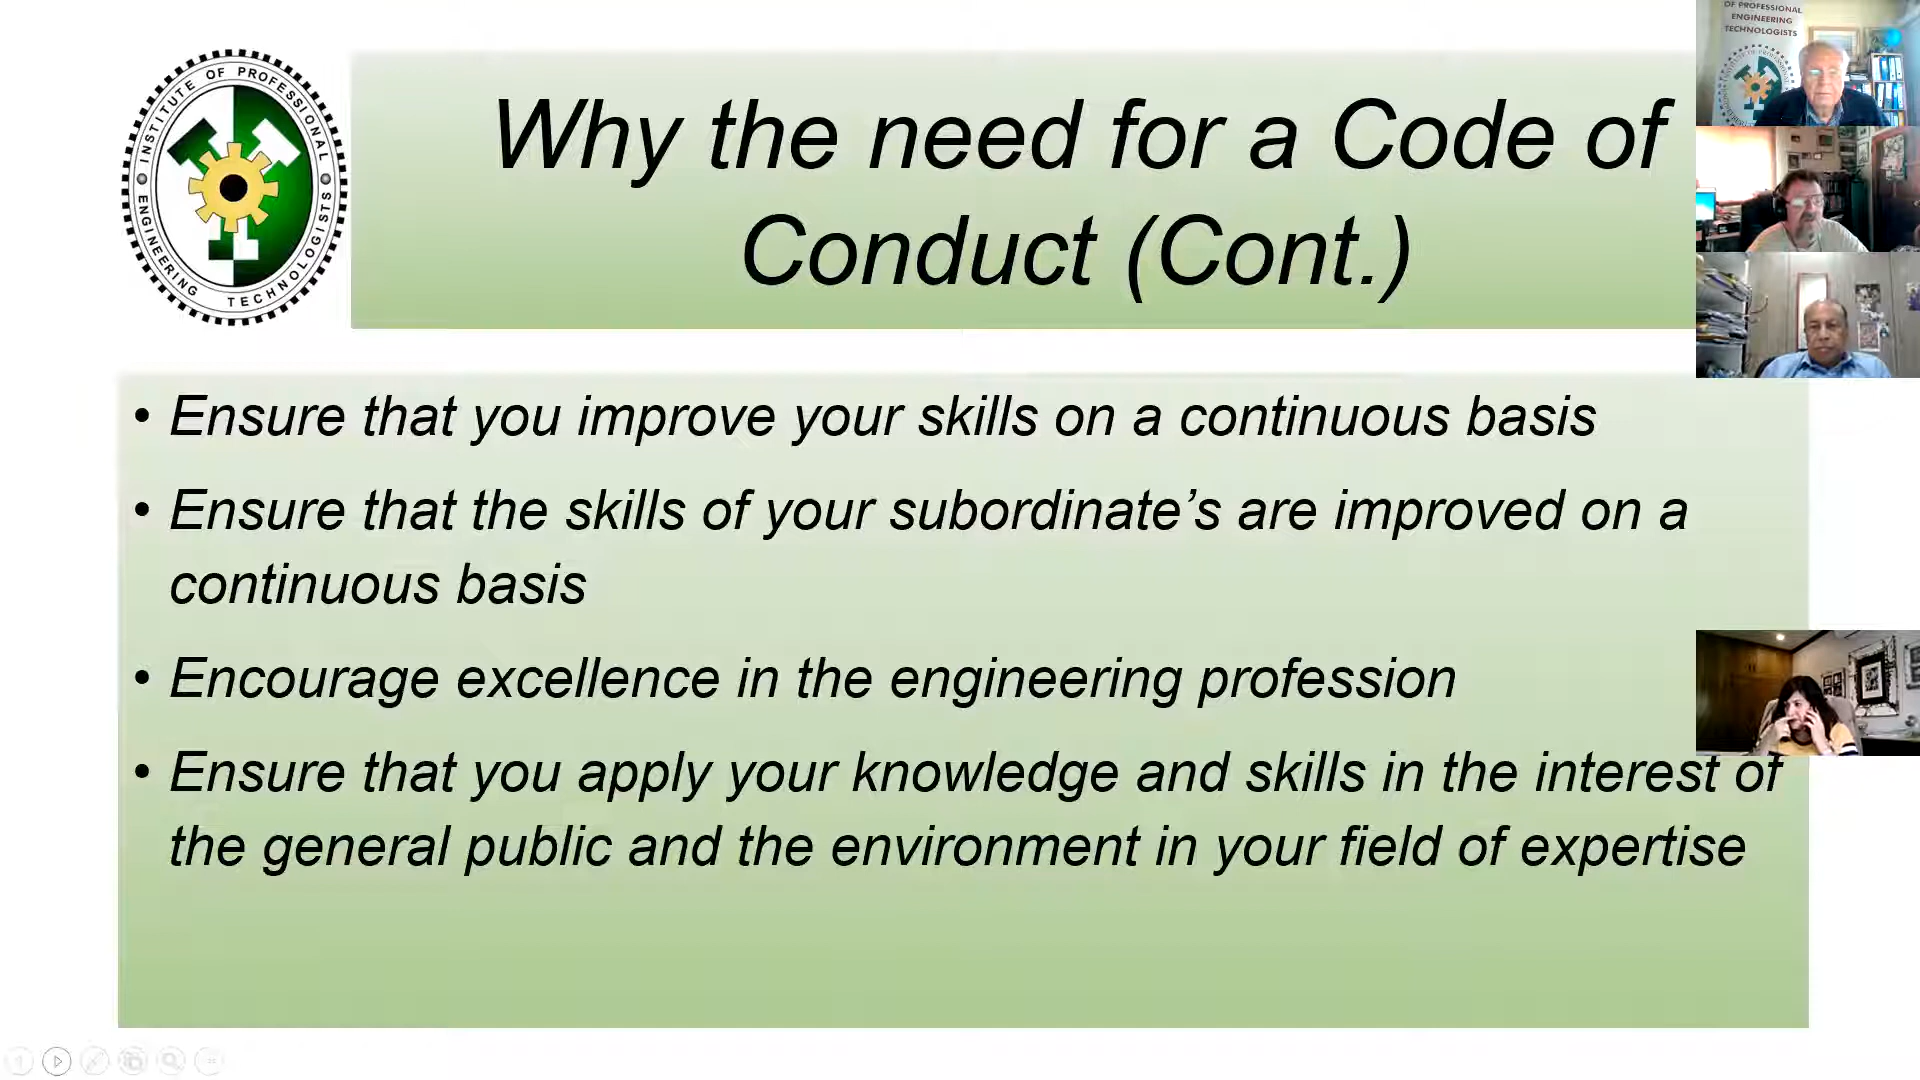 INSTITUTE OF PROFESSIONAL
ENGINEERING TECHNOLOGISTS
Why the need for a Code of
Conduct (Cont.)
OF PROFESSIONAL
ENGINEERING
TECHNOLOGISTS
• Ensure that you improve your skills on a continuous basis
• Ensure that the skills of your subordinate’s are improved on a
continuous basis
• Encourage excellence in the engineering profession
• Ensure that you apply your knowledge and skills in the interest of
the general public and the environment in your field of expertise